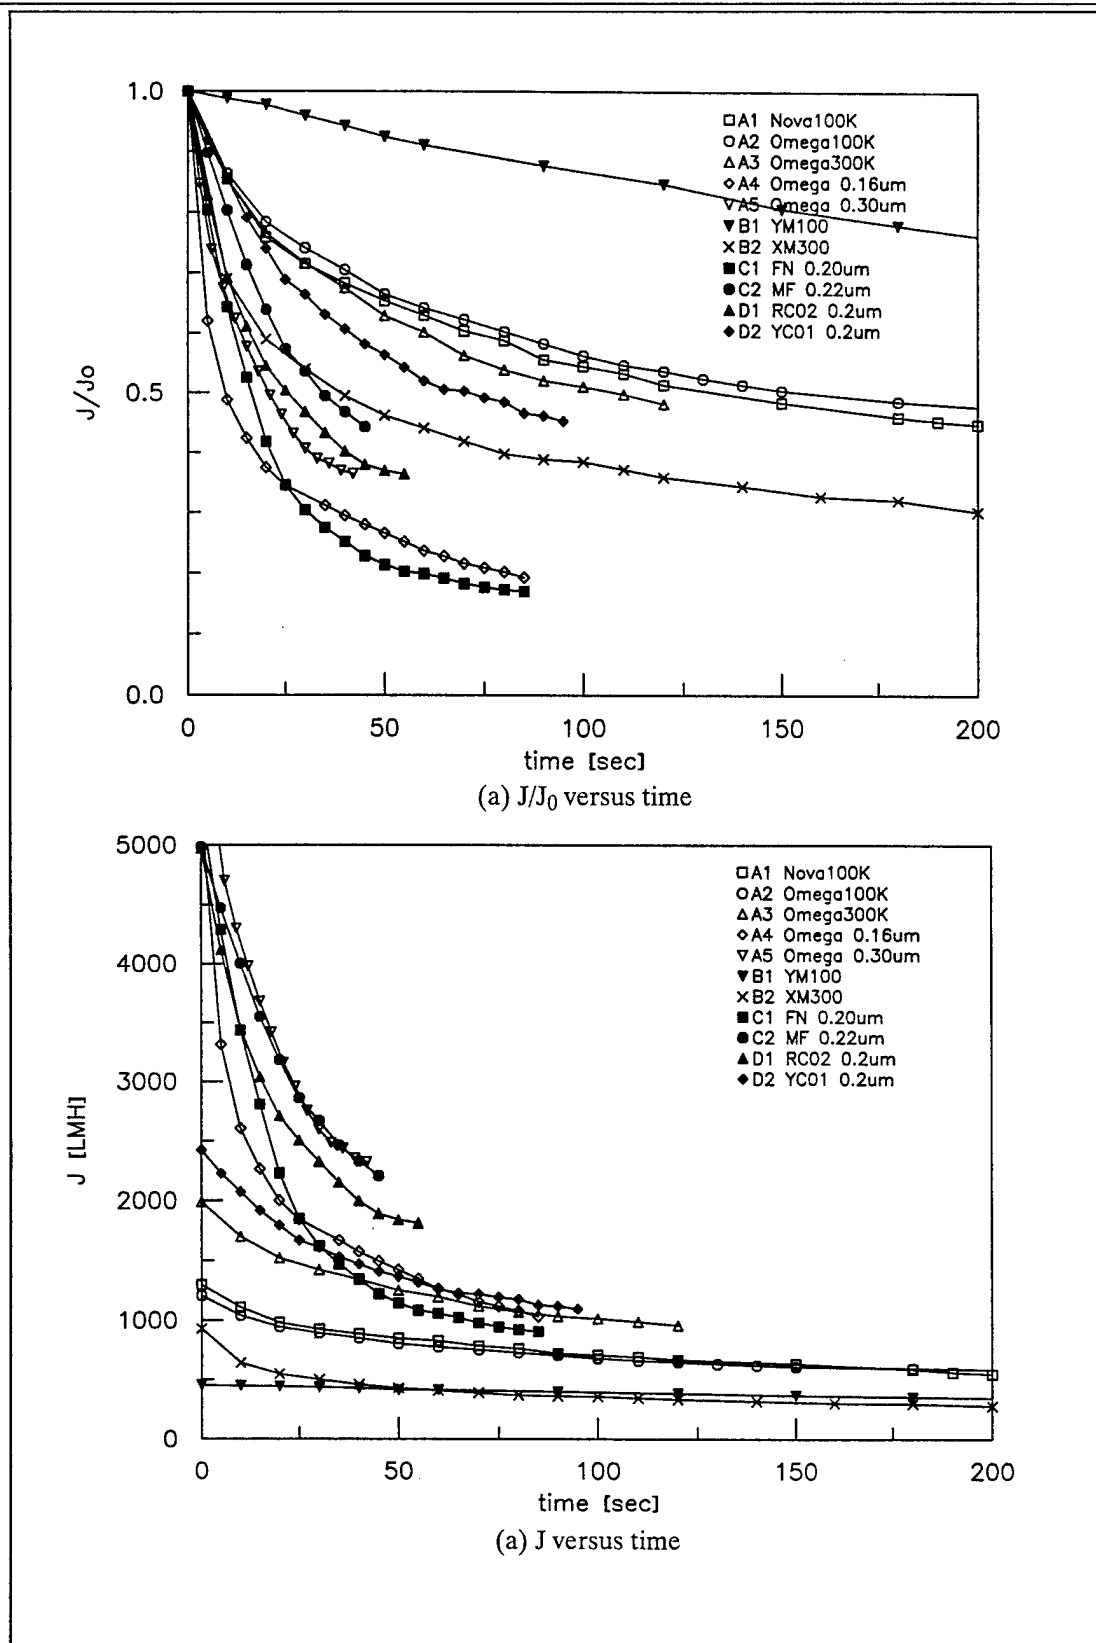 1.0
0.5
0.0
J/Jo
□A1 Nova100K
○A2 Omega100K
△A3 Omega300K
◇A4 Omega 0.16um
▽A5 Omega 0.30um
▼B1 YM100
×B2 XM300
■C1 FN 0.20um
●C2 MF 0.22um
▲D1 RC02 0.2um
◆D2 YC01 0.2um
0 50 100 150 200
time [sec]
(a) J/J₀ versus time
5000
4000
3000
2000
1000
0
J [LMH]
□A1 Nova100K
○A2 Omega100K
△A3 Omega300K
◇A4 Omega 0.16um
▽A5 Omega 0.30um
▼B1 YM100
×B2 XM300
■C1 FN 0.20um
●C2 MF 0.22um
▲D1 RC02 0.2um
◆D2 YC01 0.2um
0 50 100 150 200
time [sec]
(a) J versus time